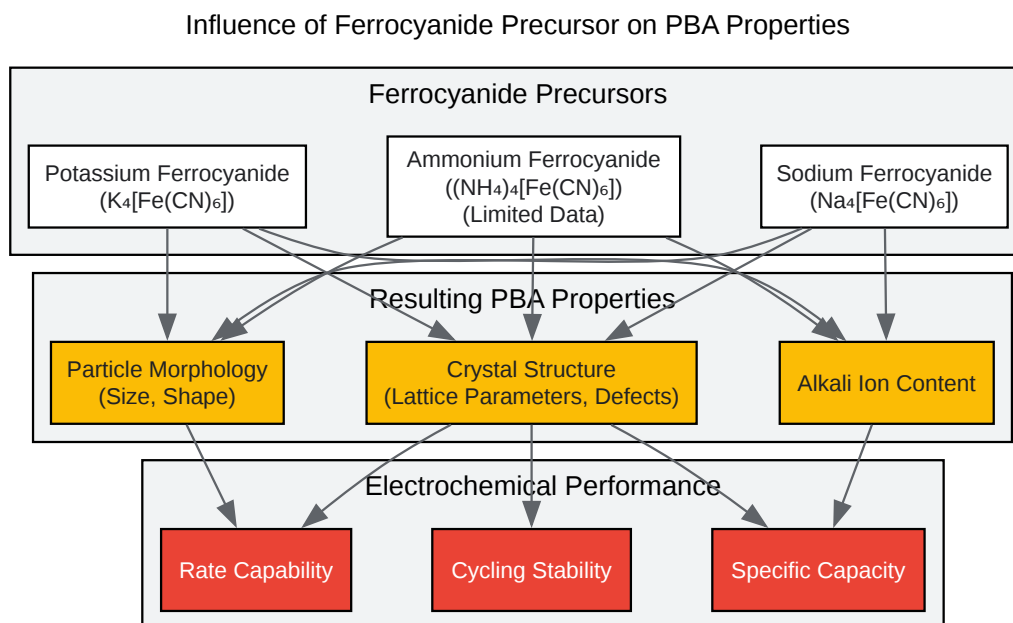 Influence of Ferrocyanide Precursor on PBA Properties
Ferrocyanide Precursors
Potassium Ferrocyanide
(K₄[Fe(CN)₆])
Ammonium Ferrocyanide
((NH₄)₄[Fe(CN)₆])
(Limited Data)
Sodium Ferrocyanide
(Na₄[Fe(CN)₆])
Resulting PBA Properties
Particle Morphology
(Size, Shape)
Crystal Structure
(Lattice Parameters, Defects)
Alkali Ion Content
Electrochemical Performance
Rate Capability
Cycling Stability
Specific Capacity